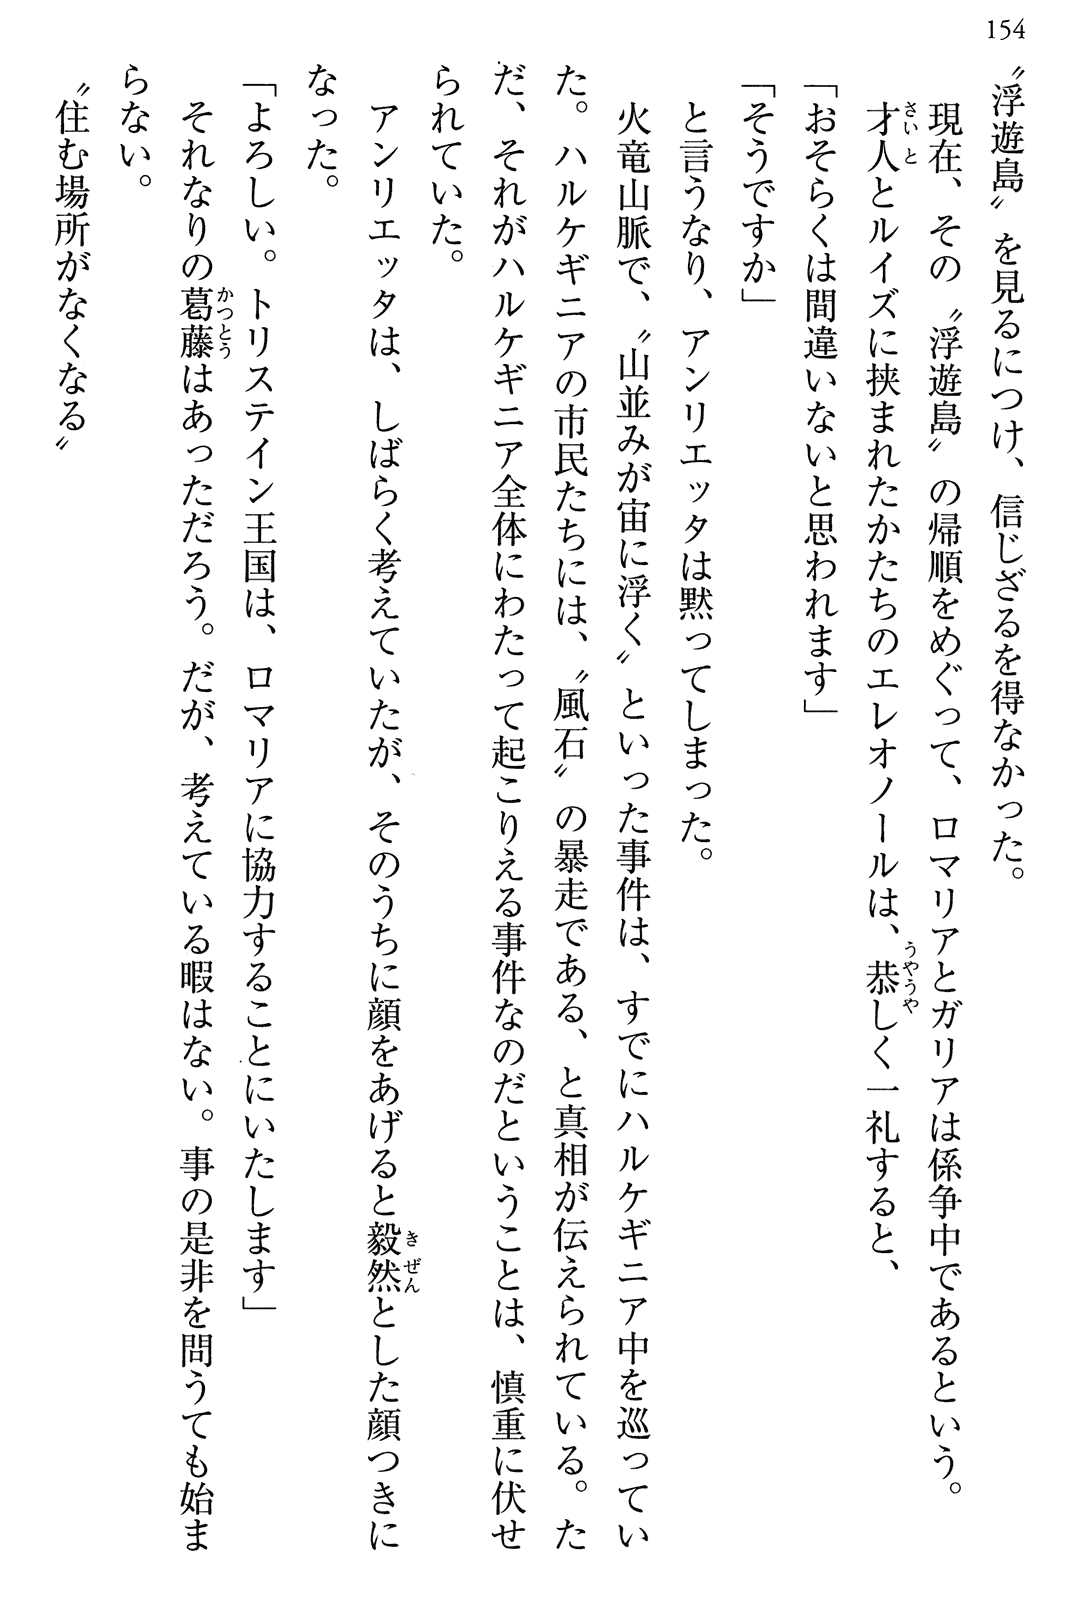 154
〝浮遊島〟を見るにつけ、信じざるを得なかった。
現在、その〝浮遊島〟の帰順をめぐって、ロマリアとガリアは係争中であるという。
才人とルイズに挟まれたかたちのエレオノールは、恭しく一礼すると、
さいと
うやうや
「おそらくは間違いないと思われます」
「そうですか」
と言うなり、アンリエッタは黙ってしまった。
火竜山脈で、〝山並みが宙に浮く〟といった事件は、すでにハルケギニア中を巡ってい
た。ハルケギニアの市民たちには、〝風石〟の暴走である、と真相が伝えられている。た
だ、それがハルケギニア全体にわたって起こりえる事件なのだということは、慎重に伏せ
られていた。
アンリエッタは、しばらく考えていたが、そのうちに顔をあげると毅然とした顔つきに
きぜん
なった。
「よろしい。トリステイン王国は、ロマリアに協力することにいたします」
それなりの葛藤はあっただろう。だが、考えている暇はない。事の是非を問うても始ま
かつとう
らない。
〝住む場所がなくなる〟